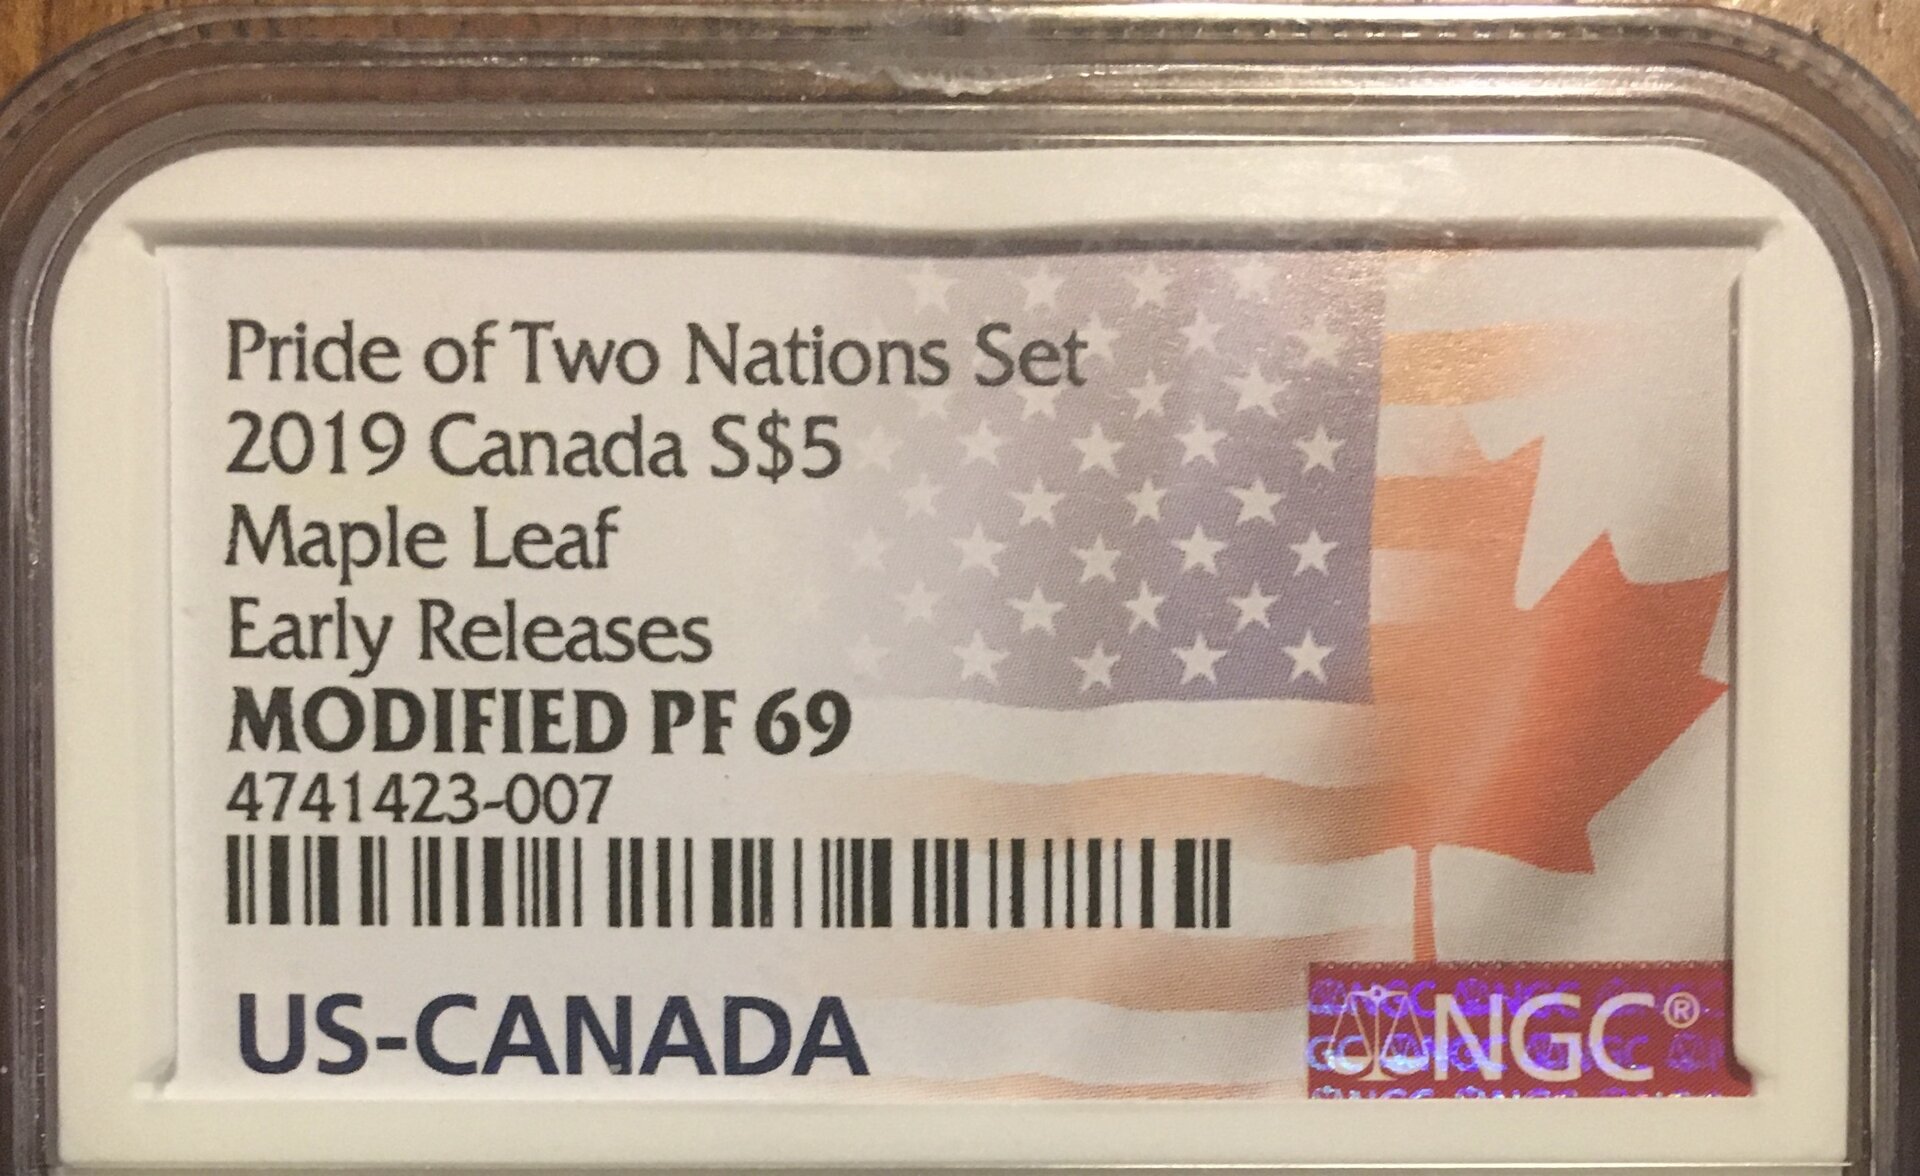 Pride of Two Nations Set
2019 Canada S$5
Maple Leaf
Early Releases
MODIFIED PF 69
4741423-007
US-CANADA
NGC®